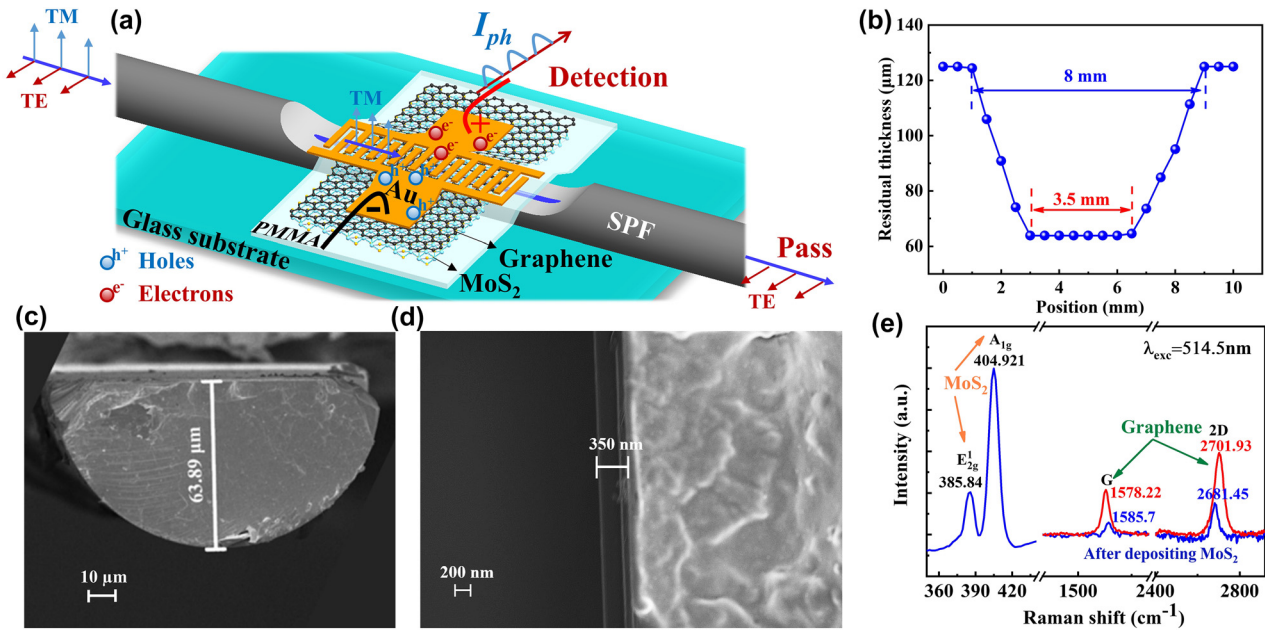 (a)
TM
TE
I_ph
Detection
TM
e⁻
e⁻
e⁻
e⁻
+
h⁺
h⁺
h⁺
Au
-
PMMA
Glass substrate
SPF
Graphene
MoS₂
h⁺ Holes
e⁻ Electrons
Pass
TE
(b)
Residual thickness (μm)
140
120
100
80
60
8 mm
3.5 mm
0 2 4 6 8 10
Position (mm)
(c)
63.89 μm
10 μm
(d)
350 nm
200 nm
(e)
Intensity (a.u.)
A₁g
404.921
MoS₂
E¹₂g
385.84
λexc=514.5nm
Graphene
2D
2701.93
2681.45
G
1578.22
1585.7
After depositing MoS₂
360 390 420 1500 2400 2800
Raman shift (cm⁻¹)